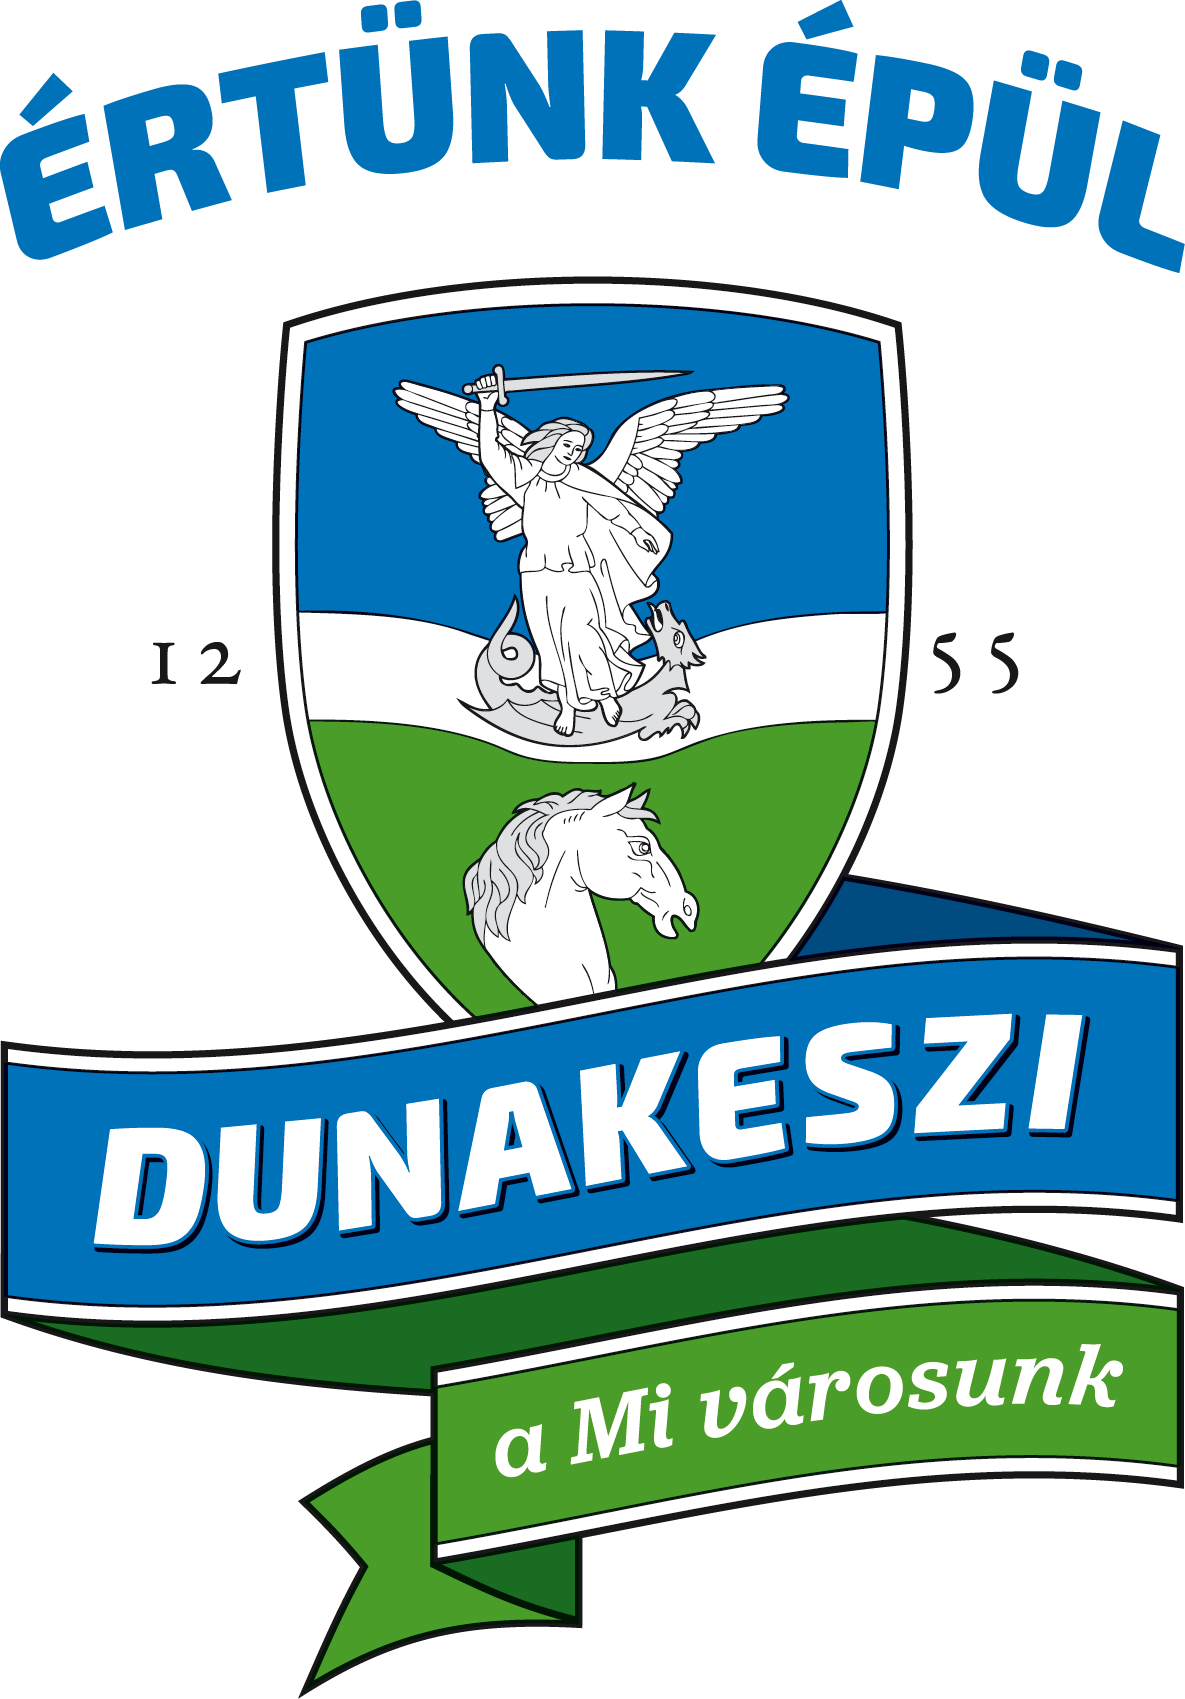 ÉRTÜNK ÉPÜL
12 55
DUNAKESZI
a Mi városunk